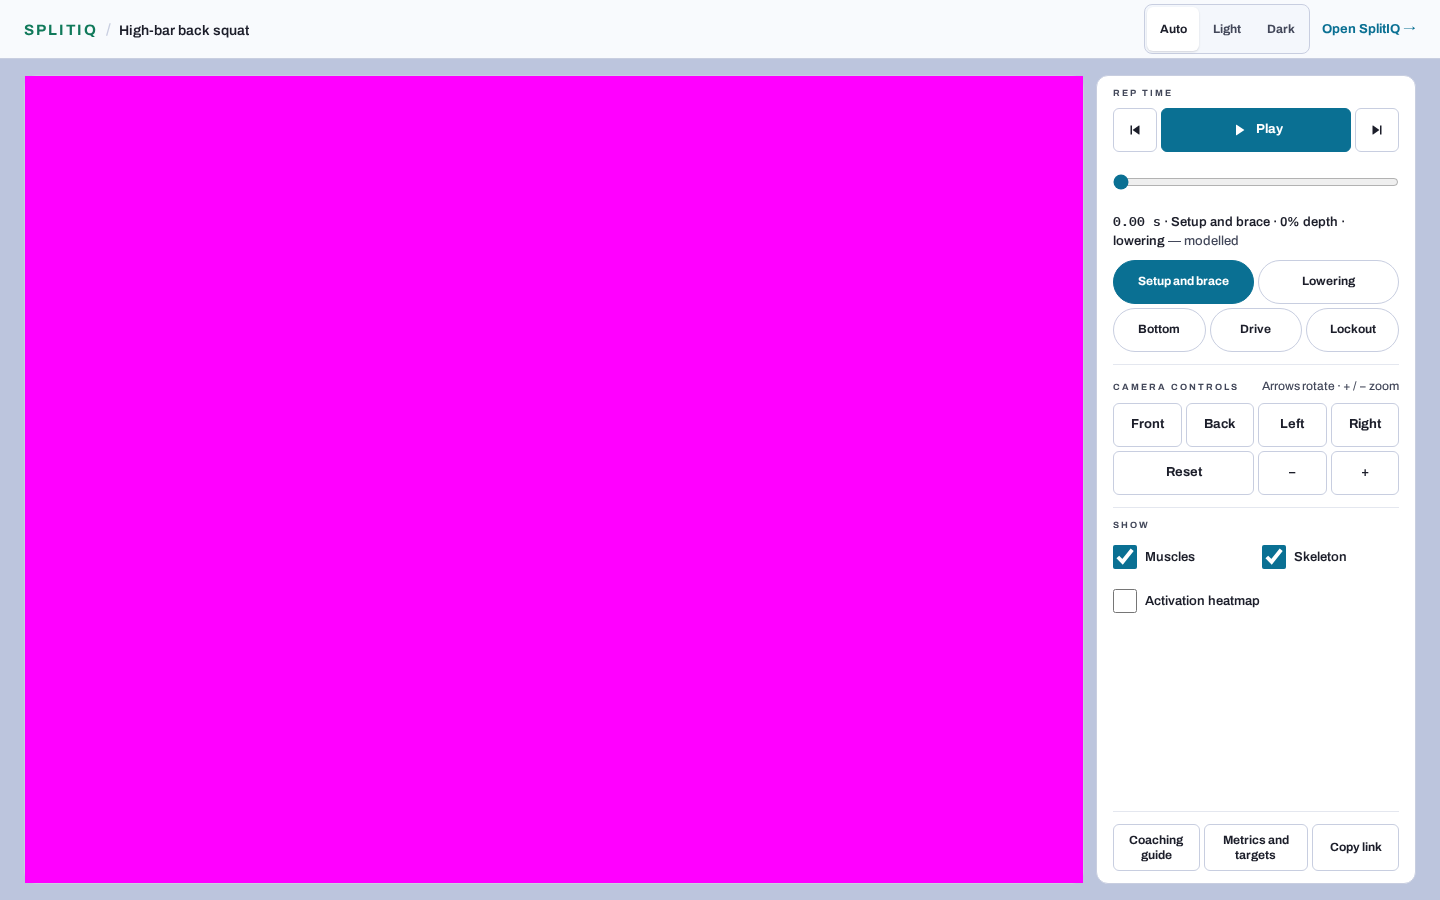 SPLITIQ / High-bar back squat
Auto Light Dark Open SplitIQ →
REP TIME
Play
0.00 s · Setup and brace · 0% depth ·
lowering — modelled
Setup and brace Lowering
Bottom Drive Lockout
CAMERA CONTROLS Arrows rotate · + / − zoom
Front Back Left Right
Reset − +
SHOW
Muscles Skeleton
Activation heatmap
Coaching guide
Metrics and targets
Copy link